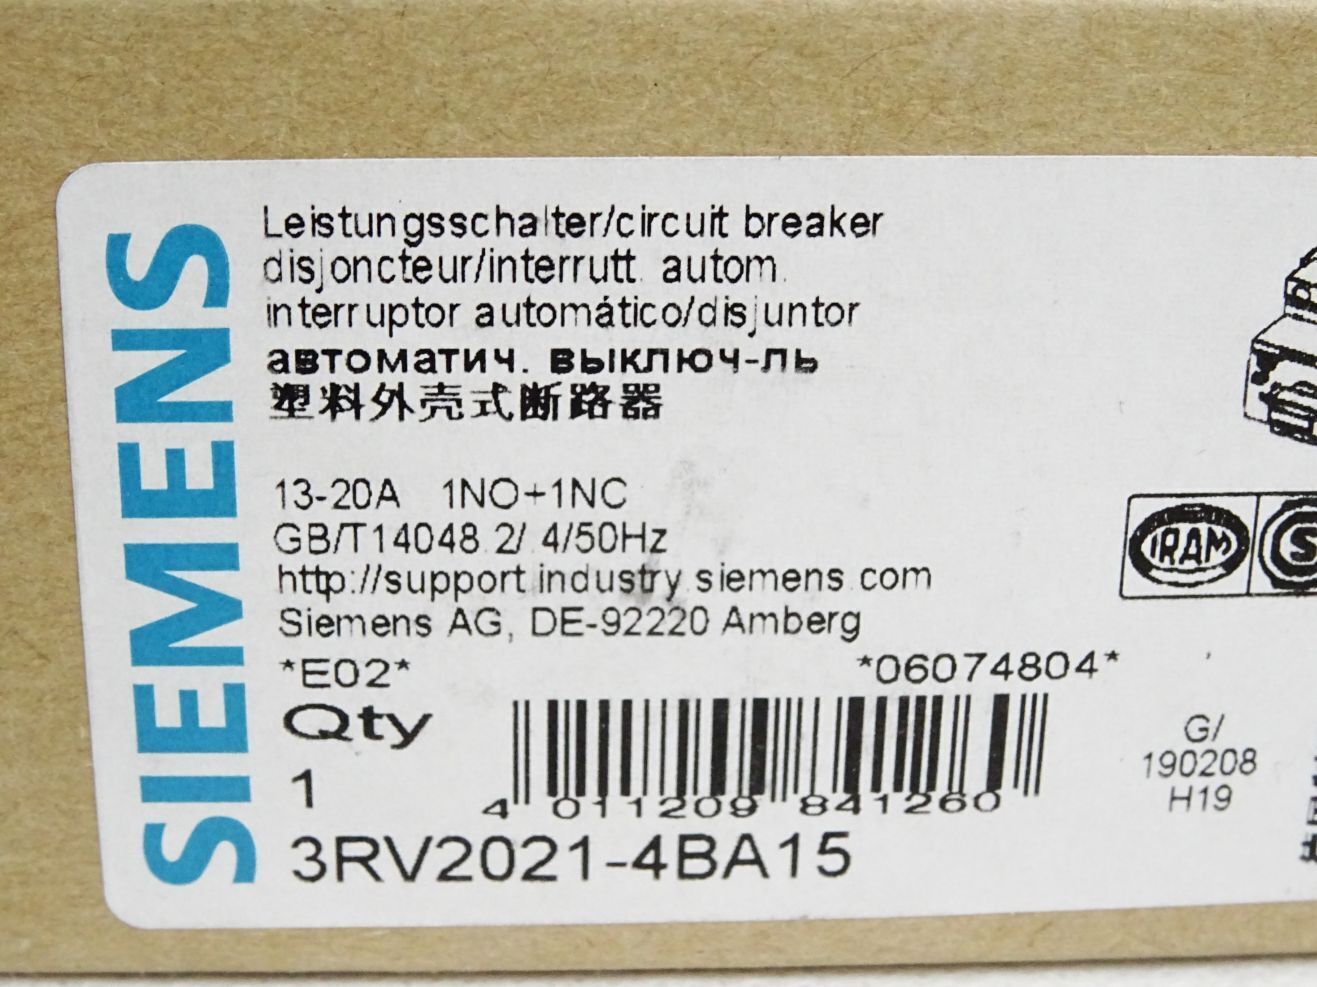 SIEMENS
Leistungsschalter/circuit breaker
disjoncteur/interrutt. autom.
interruptor automático/disjuntor
автоматич. выключ-ль
塑料外壳式断路器
13-20A 1NO+1NC
GB/T14048.2/.4/50Hz
http://support.industry.siemens.com
Siemens AG, DE-92220 Amberg
*E02* *06074804*
Qty
1
4 011209 841260
3RV2021-4BA15
IRAM S
G/
190208
H19